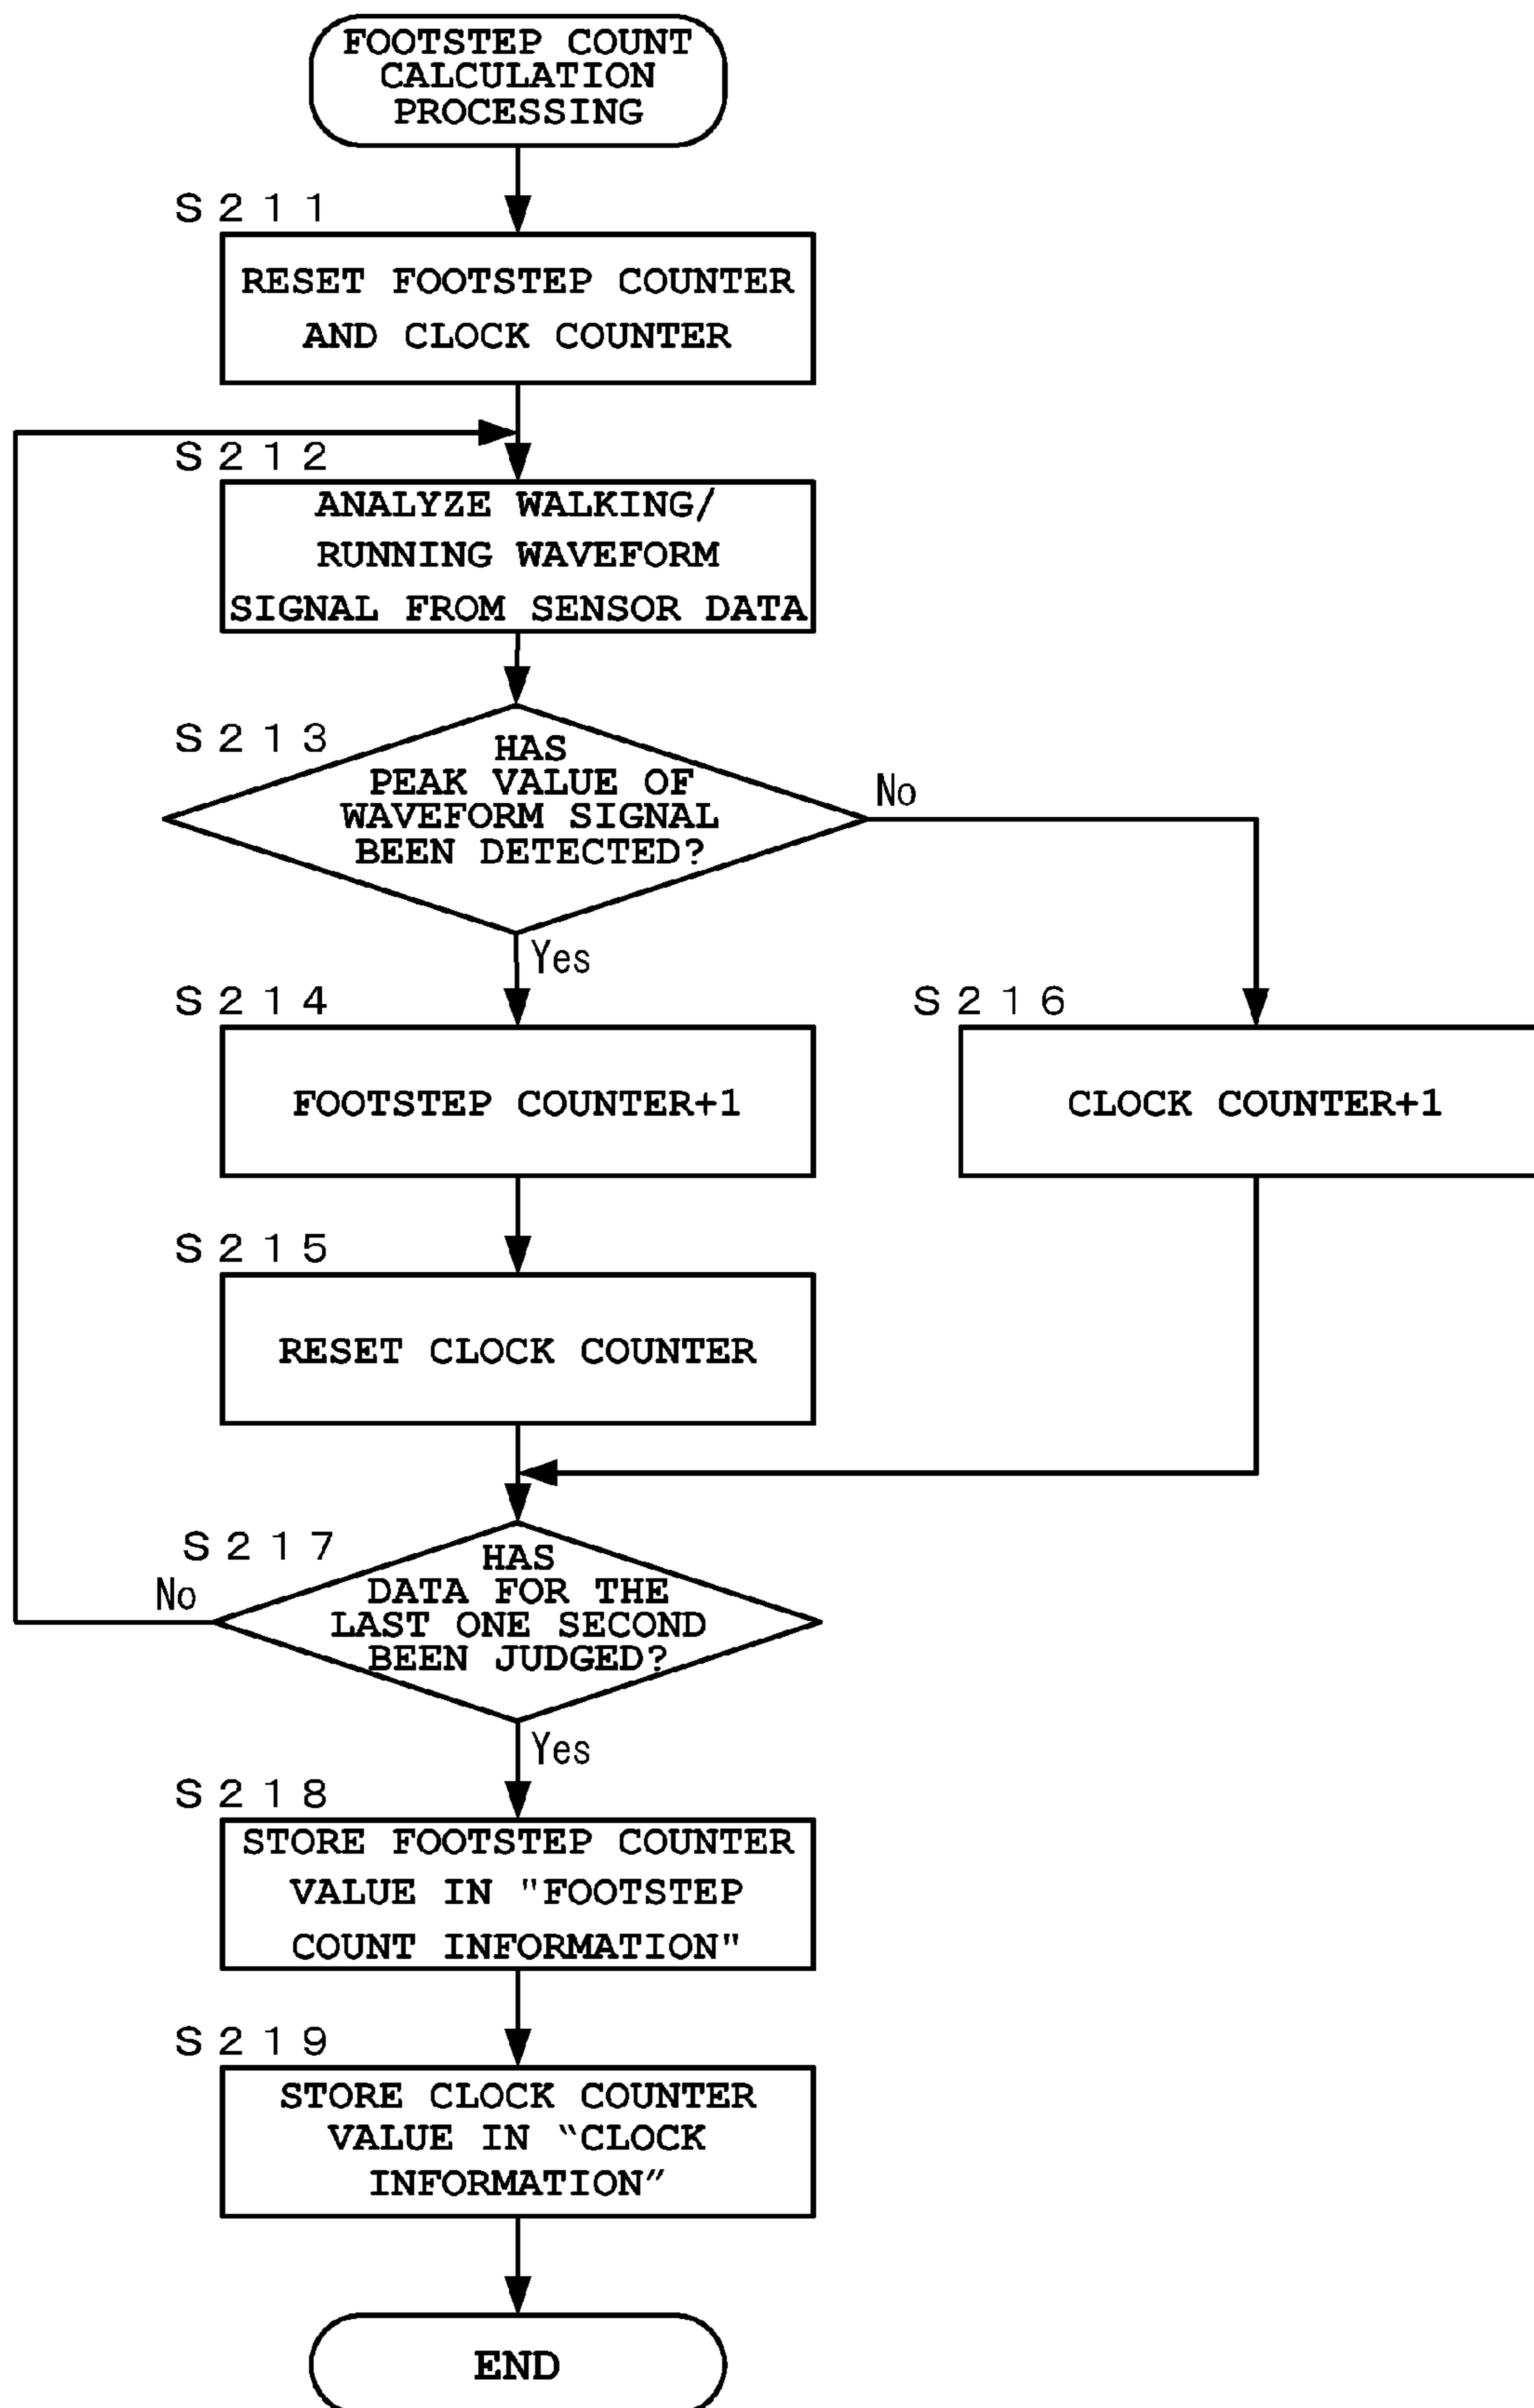 FOOTSTEP COUNT
CALCULATION
PROCESSING
S211
RESET FOOTSTEP COUNTER
AND CLOCK COUNTER
S212
ANALYZE WALKING/
RUNNING WAVEFORM
SIGNAL FROM SENSOR DATA
S213
HAS
PEAK VALUE OF
WAVEFORM SIGNAL
BEEN DETECTED?
No
Yes
S214
FOOTSTEP COUNTER+1
S216
CLOCK COUNTER+1
S215
RESET CLOCK COUNTER
S217
HAS
DATA FOR THE
LAST ONE SECOND
BEEN JUDGED?
No
Yes
S218
STORE FOOTSTEP COUNTER
VALUE IN "FOOTSTEP
COUNT INFORMATION"
S219
STORE CLOCK COUNTER
VALUE IN “CLOCK
INFORMATION”
END